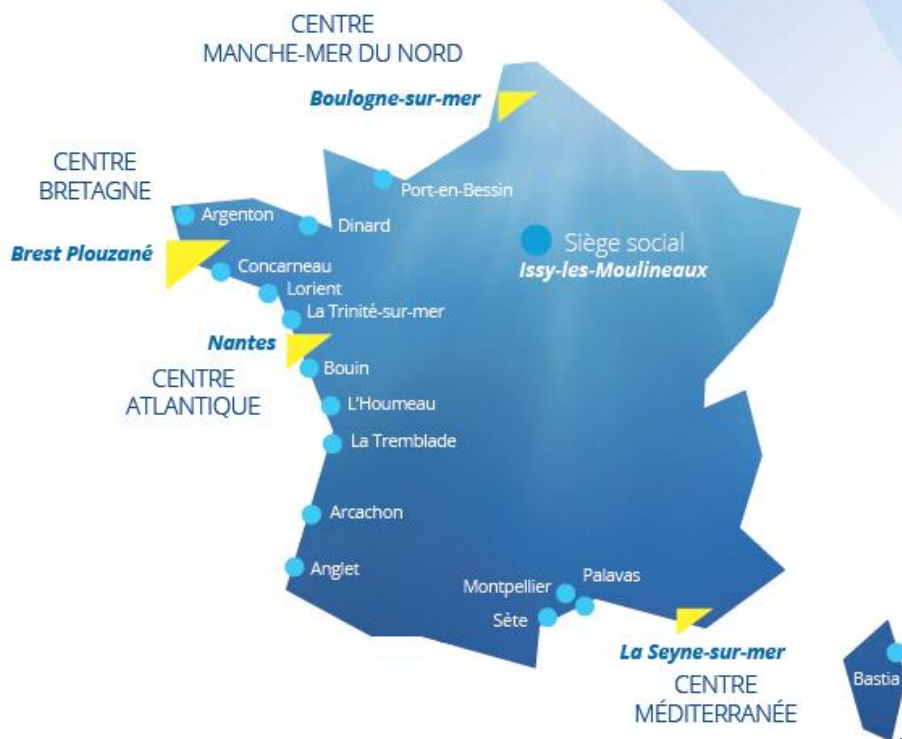 CENTRE
MANCHE-MER DU NORD
Boulogne-sur-mer
CENTRE
BRETAGNE
Port-en-Bessin
Argenton
Dinard
Siège social
Issy-les-Moulineaux
Brest Plouzané
Concarneau
Lorient
La Trinité-sur-mer
Nantes
Bouin
CENTRE
ATLANTIQUE
L'Houmeau
La Tremblade
Arcachon
Anglet
Montpellier
Palavas
Sète
La Seyne-sur-mer
CENTRE
MÉDITERRANÉE
Bastia